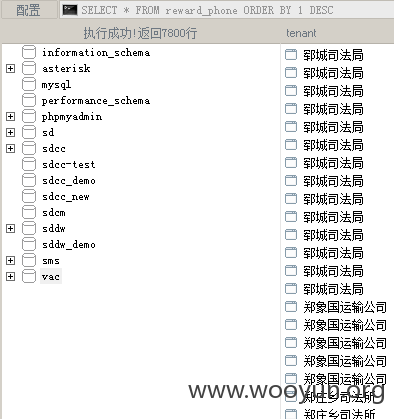 配置
SELECT * FROM reward_phone ORDER BY 1 DESC
执行成功!返回7800行
tenant
information_schema
asterisk
mysql
performance_schema
phpmyadmin
sd
sdcc
sdcc-test
sdcc_demo
sdcc_new
sdcm
sddw
sddw_demo
sms
vac
郓城司法局
郓城司法局
郓城司法局
郓城司法局
郓城司法局
郓城司法局
郓城司法局
郓城司法局
郓城司法局
郓城司法局
郓城司法局
郓城司法局
郓城司法局
郓城司法局
郑象国运输公司
郑象国运输公司
郑象国运输公司
郑象国运输公司
郑象国运输公司
郑庄乡司法所
郑庄乡司法所
www.wooyun.org